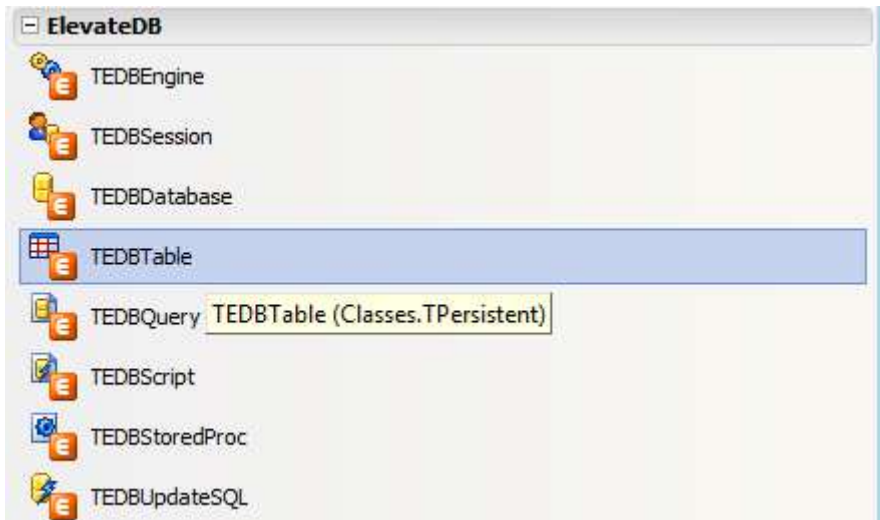 ElevateDB
TEDBEngine
TEDBSession
TEDBDatabase
TEDBTable
TEDBQuery TEDBTable (Classes.TPersistent)
TEDBScript
TEDBStoredProc
TEDBUpdateSQL